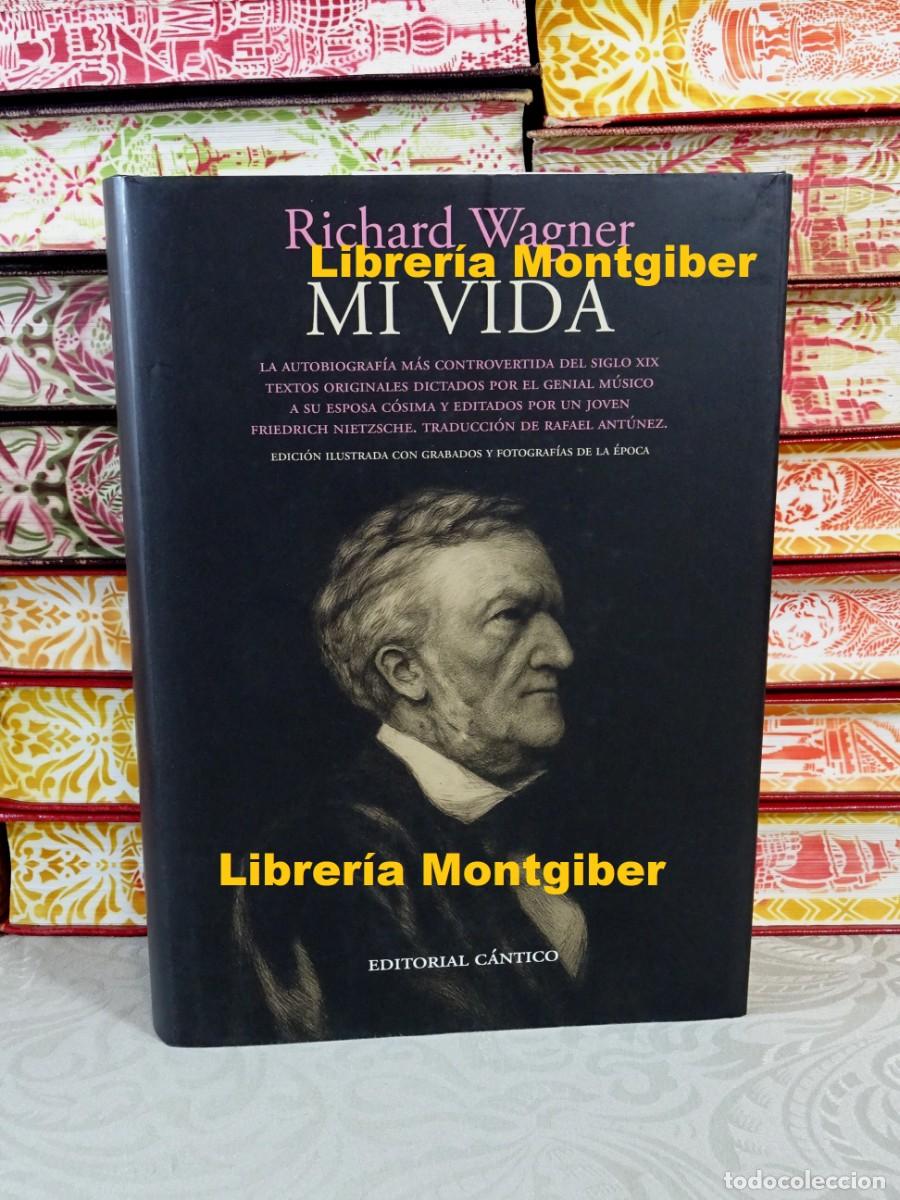 Richard Wagner
Librería Montgiber
MI VIDA
LA AUTOBIOGRAFÍA MÁS CONTROVERTIDA DEL SIGLO XIX
TEXTOS ORIGINALES DICTADOS POR EL GENIAL MÚSICO
A SU ESPOSA CÓSIMA Y EDITADOS POR UN JOVEN
FRIEDRICH NIETZSCHE. TRADUCCIÓN DE RAFAEL ANTÚNEZ.
EDICIÓN ILUSTRADA CON GRABADOS Y FOTOGRAFÍAS DE LA ÉPOCA
Librería Montgiber
EDITORIAL CÁNTICO
todocoleccion